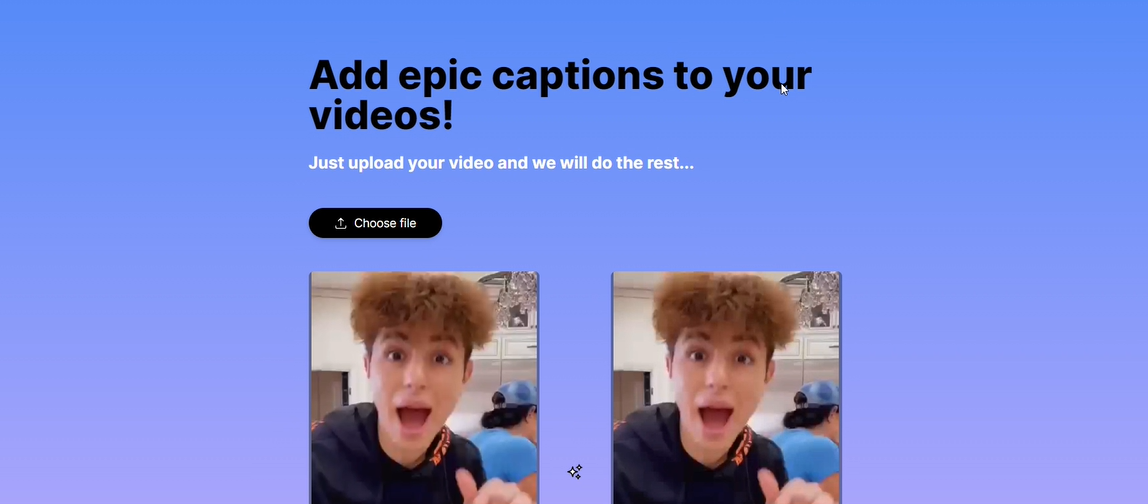 Add epic captions to your
videos!
Just upload your video and we will do the rest...
Choose file